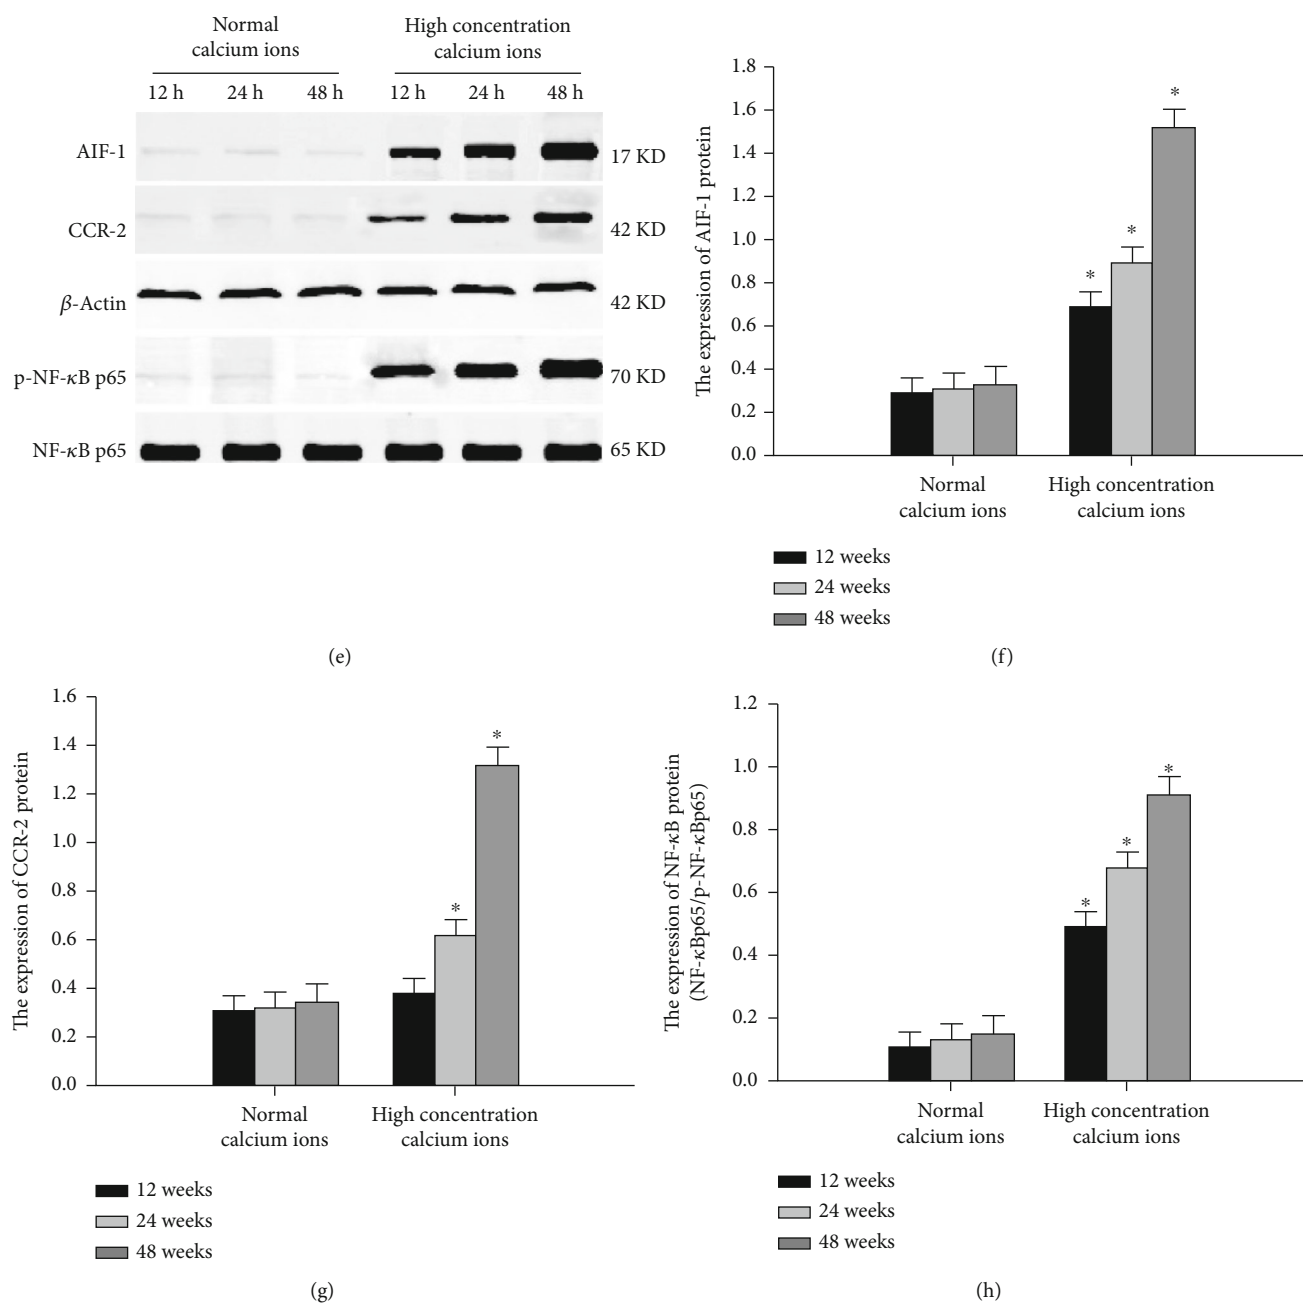 Normal
calcium ions
High concentration
calcium ions
12 h 24 h 48 h 12 h 24 h 48 h
AIF-1 17 KD
CCR-2 42 KD
β-Actin 42 KD
p-NF-κB p65 70 KD
NF-κB p65 65 KD
(e)
The expression of AIF-1 protein
1.8
1.6
1.4
1.2
1.0
0.8
0.6
0.4
0.2
0.0
* * *
Normal
calcium ions
High concentration
calcium ions
12 weeks
24 weeks
48 weeks
(f)
The expression of CCR-2 protein
1.6
1.4
1.2
1.0
0.8
0.6
0.4
0.2
0.0
* *
Normal
calcium ions
High concentration
calcium ions
12 weeks
24 weeks
48 weeks
(g)
The expression of NF-κB protein
(NF-κBp65/p-NF-κBp65)
1.2
1.0
0.8
0.6
0.4
0.2
0.0
* * *
Normal
calcium ions
High concentration
calcium ions
12 weeks
24 weeks
48 weeks
(h)